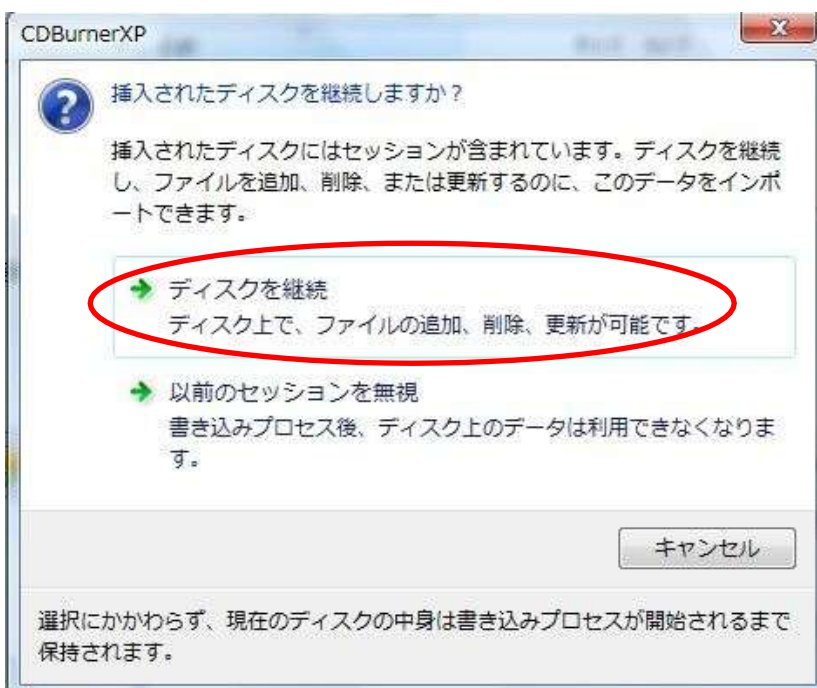 CDBurnerXP
挿入されたディスクを継続しますか？
挿入されたディスクにはセッションが含まれています。ディスクを継続
し、ファイルを追加、削除、または更新するのに、このデータをインポ
ートできます。
ディスクを継続
ディスク上で、ファイルの追加、削除、更新が可能です。
以前のセッションを無視
書き込みプロセス後、ディスク上のデータは利用できなくなりま
す。
キャンセル
選択にかかわらず、現在のディスクの中身は書き込みプロセスが開始されるまで
保持されます。